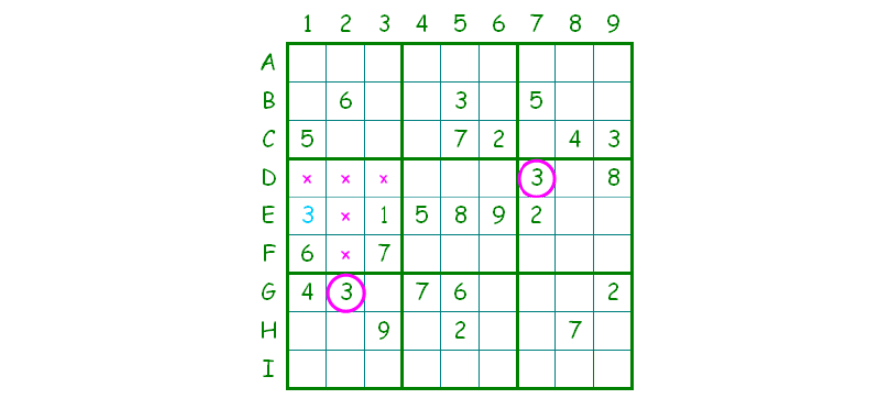 1 2 3 4 5 6 7 8 9
A
B 6 3 5
C 5 7 2 4 3
D × × × 3 8
E 3 × 1 5 8 9 2
F 6 × 7
G 4 3 7 6 2
H 9 2 7
I